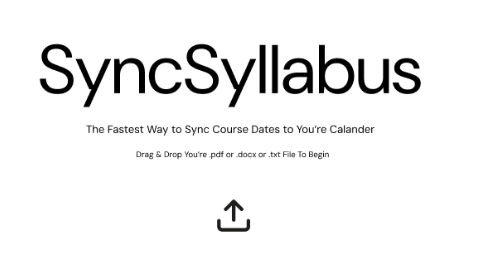 SyncSyllabus
The Fastest Way to Sync Course Dates to You're Calander
Drag & Drop You're .pdf or .docx or .txt File To Begin